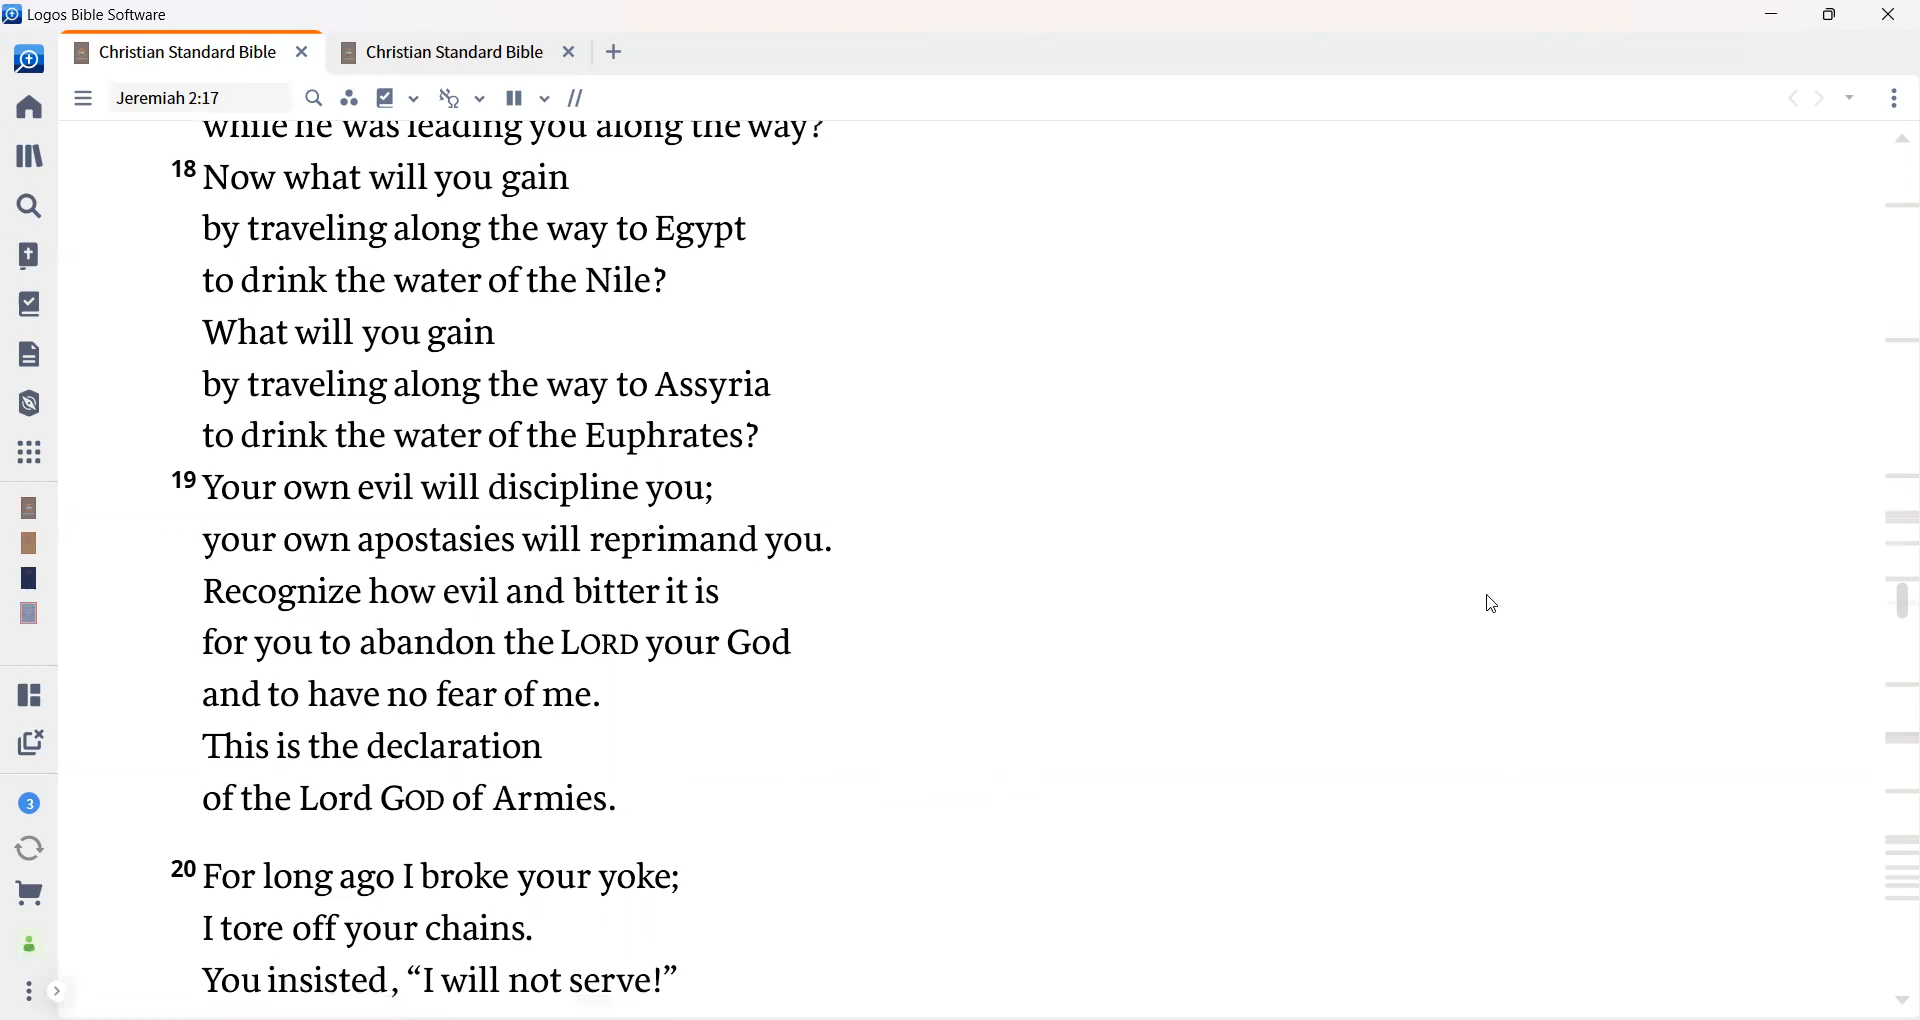 Logos Bible Software
Christian Standard Bible
Christian Standard Bible
Jeremiah 2:17
while he was leading you along the way?
18 Now what will you gain
by traveling along the way to Egypt
to drink the water of the Nile?
What will you gain
by traveling along the way to Assyria
to drink the water of the Euphrates?
19 Your own evil will discipline you;
your own apostasies will reprimand you.
Recognize how evil and bitter it is
for you to abandon the LORD your God
and to have no fear of me.
This is the declaration
of the Lord GOD of Armies.
20 For long ago I broke your yoke;
I tore off your chains.
You insisted, “I will not serve!”
3